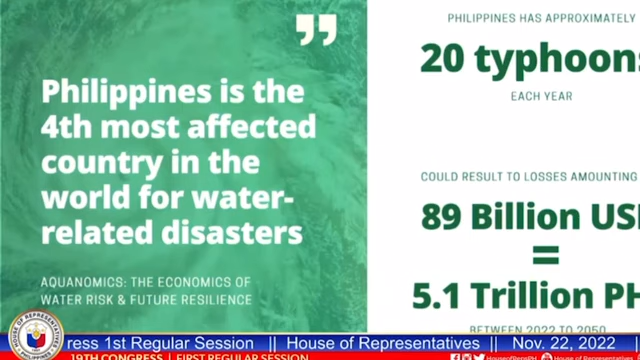 ”
Philippines is the
4th most affected
country in the
world for water-
related disasters
AQUANOMICS: THE ECONOMICS OF
WATER RISK & FUTURE RESILIENCE
PHILIPPINES HAS APPROXIMATELY
20 typhoons
EACH YEAR
COULD RESULT TO LOSSES AMOUNTING
89 Billion US
=
5.1 Trillion PH
BETWEEN 2022 TO 2050
ress 1st Regular Session || House of Representatives || Nov. 22, 2022
19TH CONGRESS | FIRST REGULAR SESSION
HouseofRepsPH